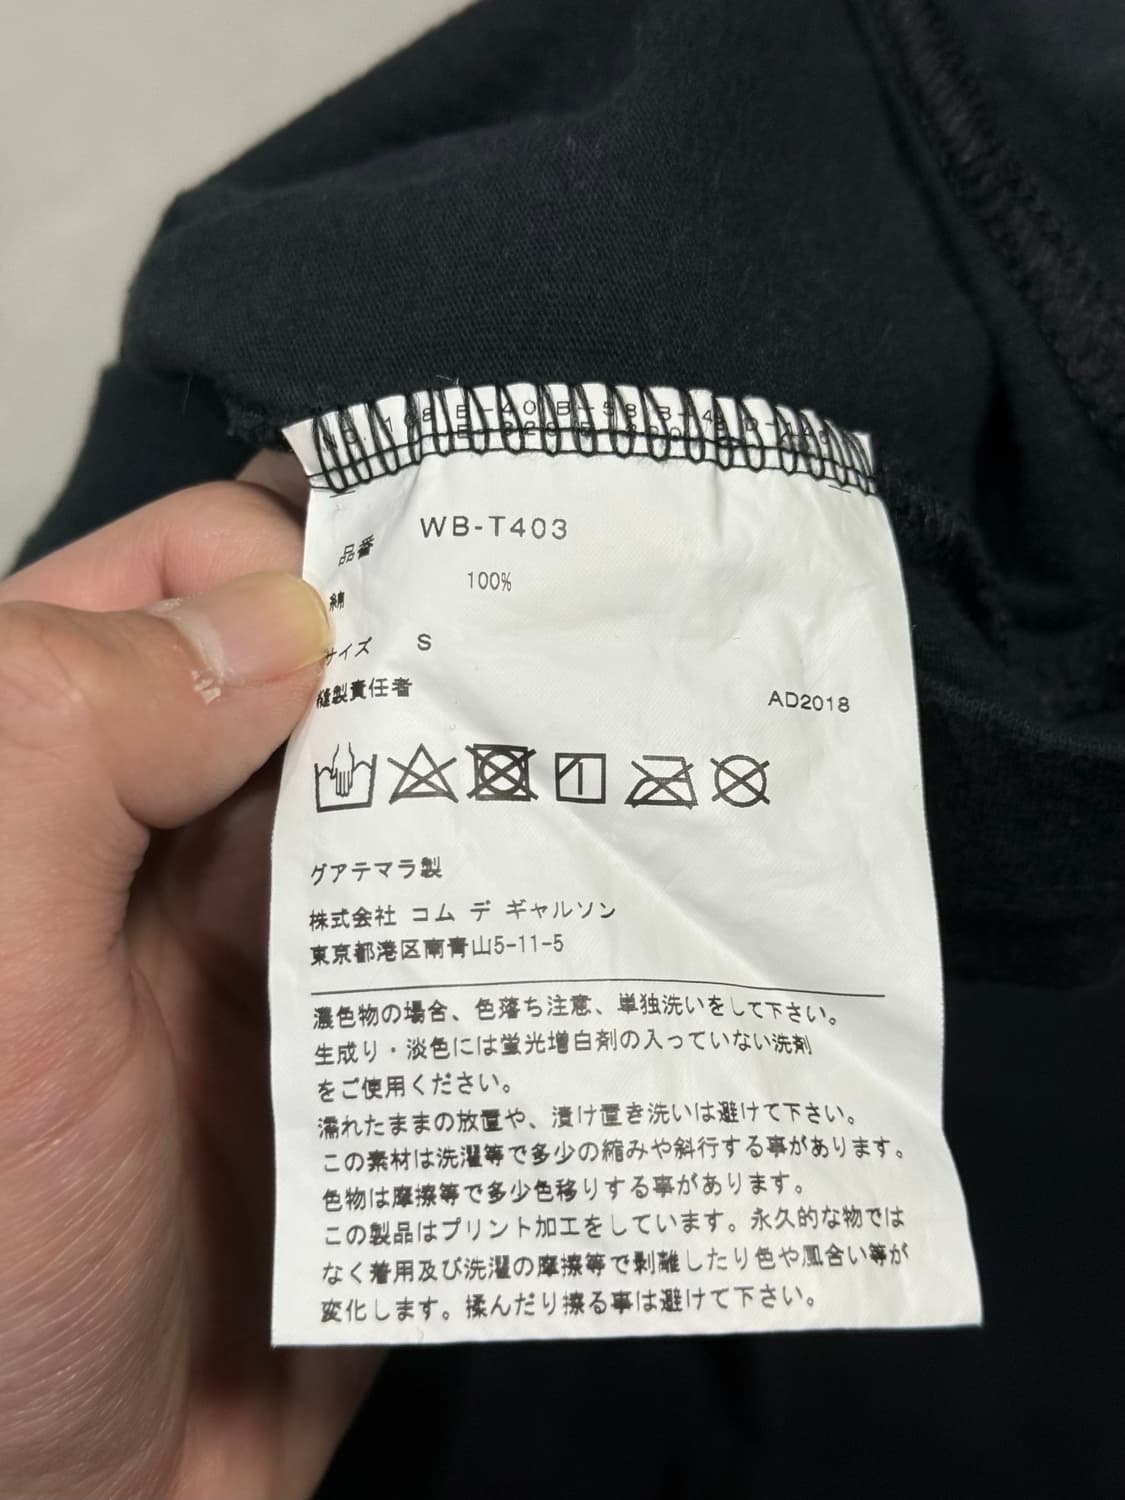 品番 WB-T403
綿 100%
サイズ S
縫製責任者 AD2018
グアテマラ製
株式会社 コム デ ギャルソン
東京都港区南青山5-11-5
濃色物の場合、色落ち注意、単独洗いをして下さい。
生成り・淡色には蛍光増白剤の入っていない洗剤
をご使用ください。
濡れたままの放置や、漬け置き洗いは避けて下さい。
この素材は洗濯等で多少の縮みや斜行する事があります。
色物は摩擦等で多少色移りする事があります。
この製品はプリント加工をしています。永久的な物では
なく着用及び洗濯の摩擦等で剥離したり色や風合い等が
変化します。揉んだり擦る事は避けて下さい。